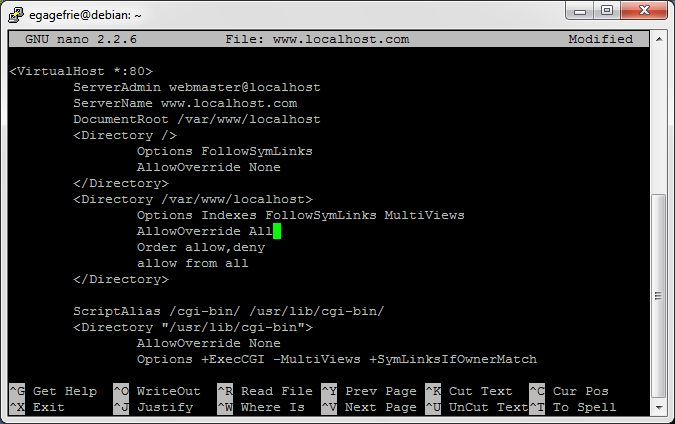 egagefrie@debian: ~
GNU nano 2.2.6 File: www.localhost.com Modified
<VirtualHost *:80>
ServerAdmin webmaster@localhost
ServerName www.localhost.com
DocumentRoot /var/www/localhost
<Directory />
Options FollowSymLinks
AllowOverride None
</Directory>
<Directory /var/www/localhost>
Options Indexes FollowSymLinks MultiViews
AllowOverride All
Order allow,deny
allow from all
</Directory>
ScriptAlias /cgi-bin/ /usr/lib/cgi-bin/
<Directory "/usr/lib/cgi-bin">
AllowOverride None
Options +ExecCGI -MultiViews +SymLinksIfOwnerMatch
^G Get Help ^O WriteOut ^R Read File ^Y Prev Page ^K Cut Text ^C Cur Pos
^X Exit ^J Justify ^W Where Is ^V Next Page ^U UnCut Text ^T To Spell